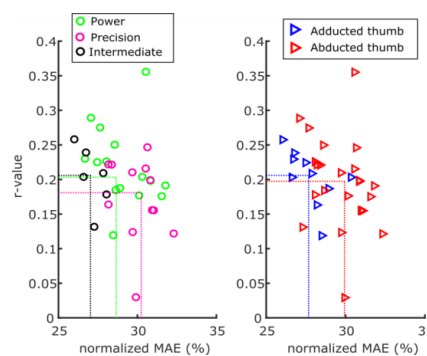 Power
Precision
Intermediate
Adducted thumb
Abducted thumb
0.4 0.4
0.35 0.35
0.3 0.3
0.25 0.25
r-value
0.2 0.2
0.15 0.15
0.1 0.1
0.05 0.05
0 0
25 30 35 25 30 35
normalized MAE (%) normalized MAE (%)